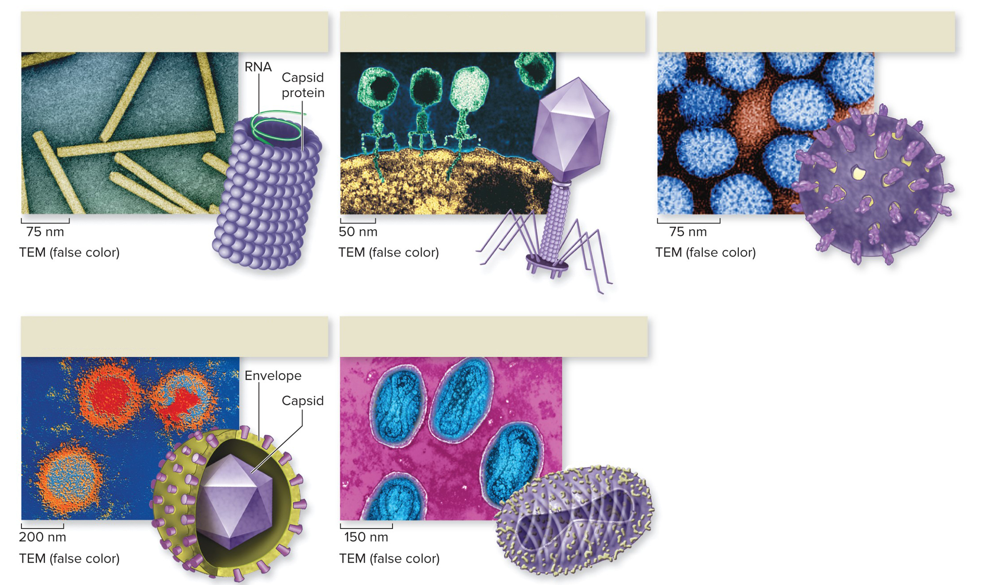 RNA
Capsid
protein
75 nm
TEM (false color)
50 nm
TEM (false color)
75 nm
TEM (false color)
Envelope
Capsid
200 nm
TEM (false color)
150 nm
TEM (false color)